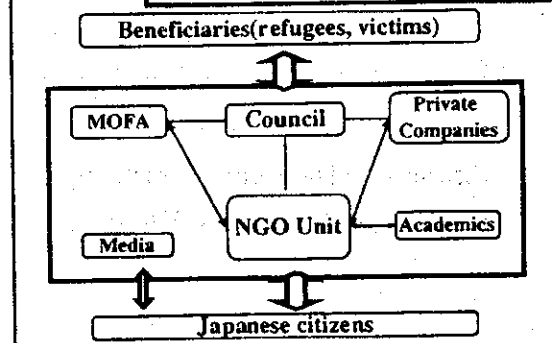 Beneficiaries(refugees, victims)
MOFA
Council
Private
Companies
NGO Unit
Academics
Media
Japanese citizens